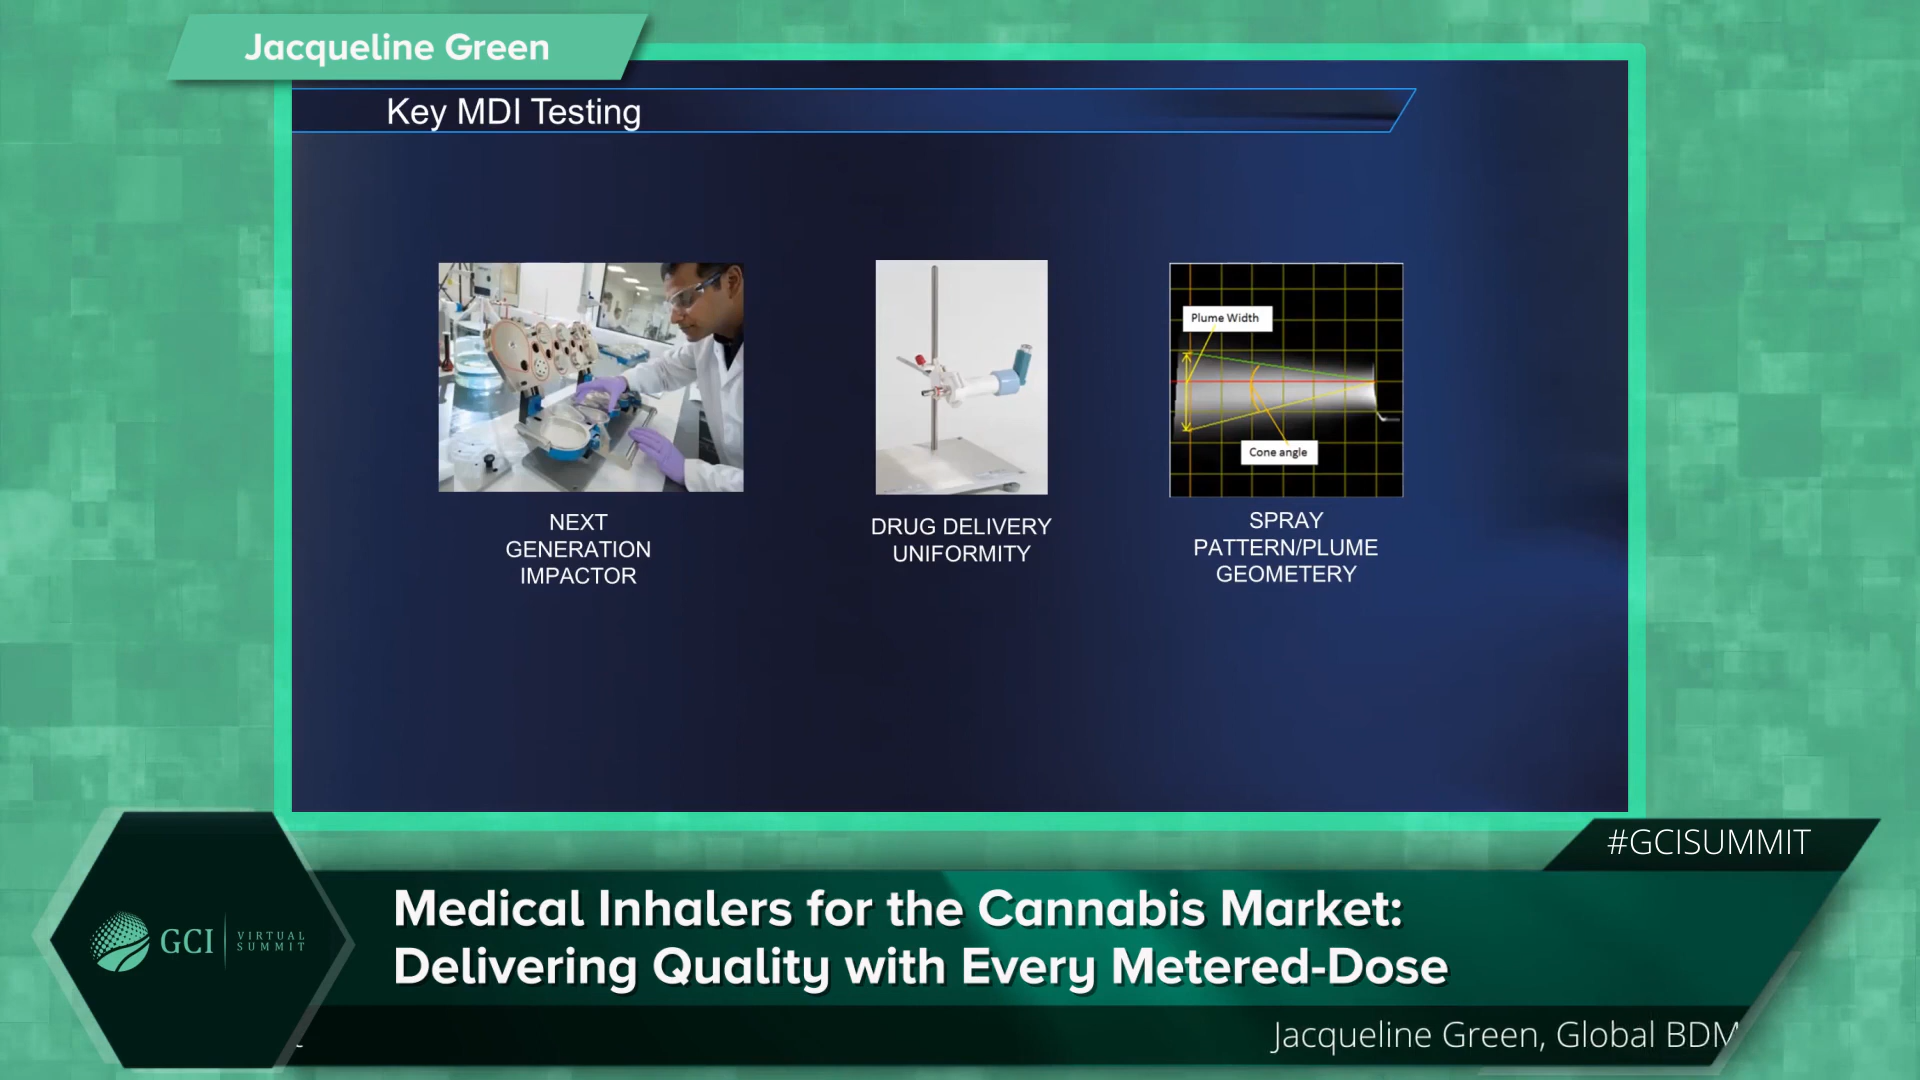 Jacqueline Green
Key MDI Testing
Plume Width
Cone angle
NEXT
GENERATION
IMPACTOR
DRUG DELIVERY
UNIFORMITY
SPRAY
PATTERN/PLUME
GEOMETERY
#GCISUMMIT
Medical Inhalers for the Cannabis Market:
Delivering Quality with Every Metered-Dose
GCI
VIRTUAL
SUMMIT
Jacqueline Green, Global BDM